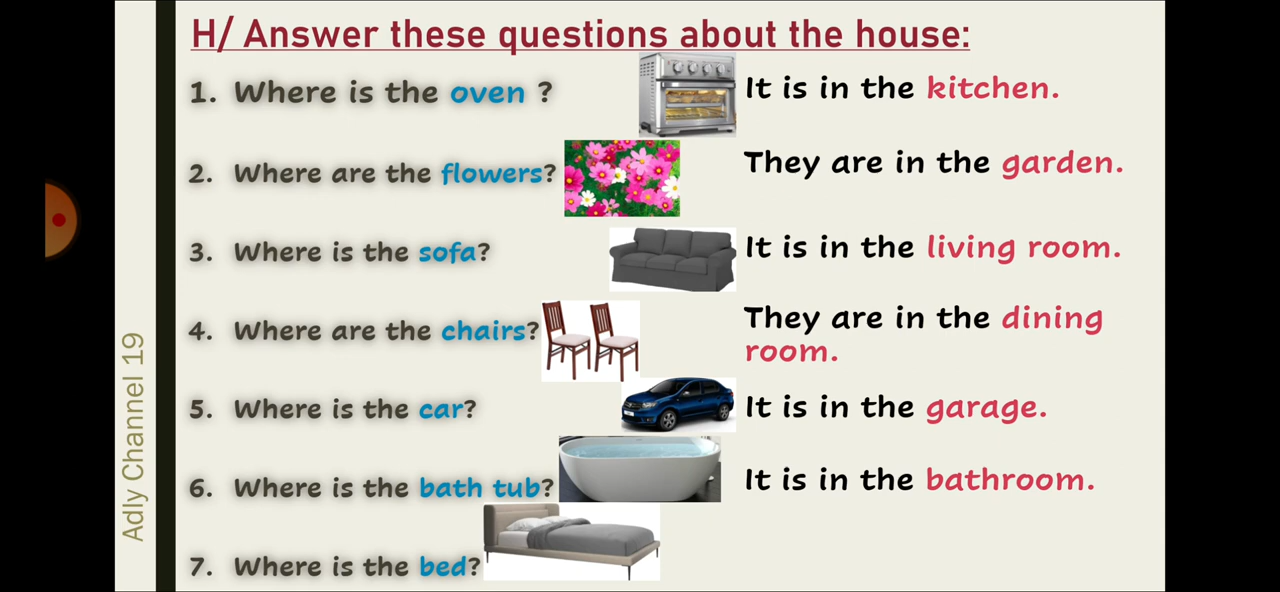 H/ Answer these questions about the house:
1. Where is the oven ? It is in the kitchen.
2. Where are the flowers? They are in the garden.
3. Where is the sofa? It is in the living room.
4. Where are the chairs? They are in the dining
room.
5. Where is the car? It is in the garage.
6. Where is the bath tub? It is in the bathroom.
7. Where is the bed?
Adly Channel 19